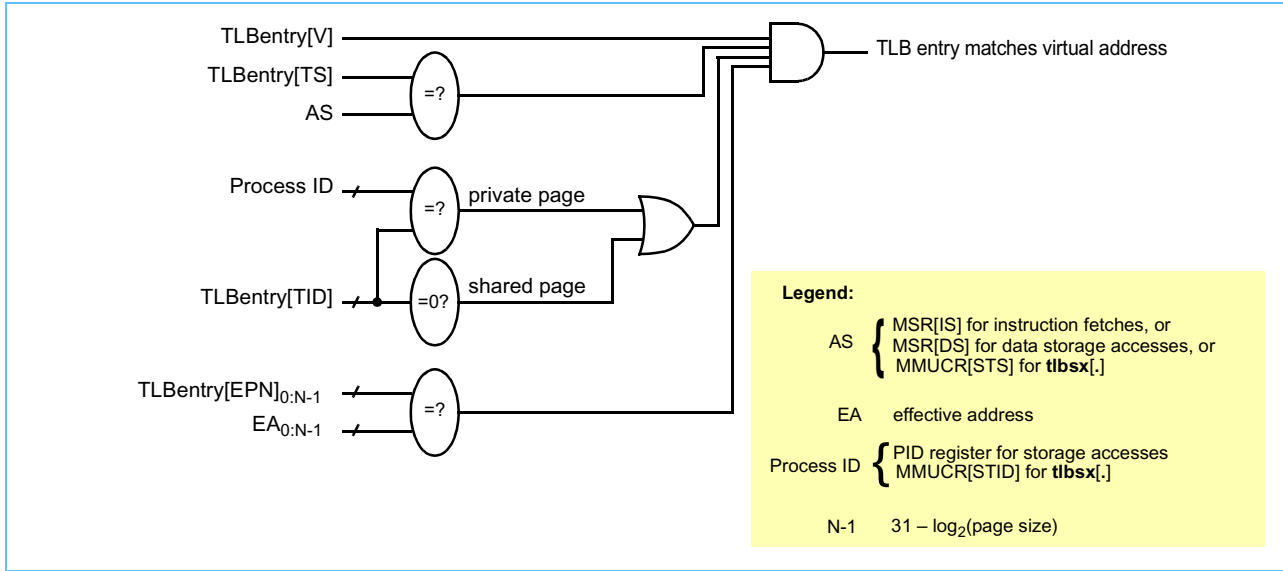 TLBentry[V]
TLB entry matches virtual address
TLBentry[TS]
=?
AS
Process ID
=?
private page
TLBentry[TID]
=0?
shared page
TLBentry[EPN]0:N-1
=?
EA0:N-1
Legend:
AS { MSR[IS] for instruction fetches, or
MSR[DS] for data storage accesses, or
MMUCR[STS] for tlbsx[.]
EA effective address
Process ID { PID register for storage accesses
MMUCR[STID] for tlbsx[.]
N-1 31 – log2(page size)